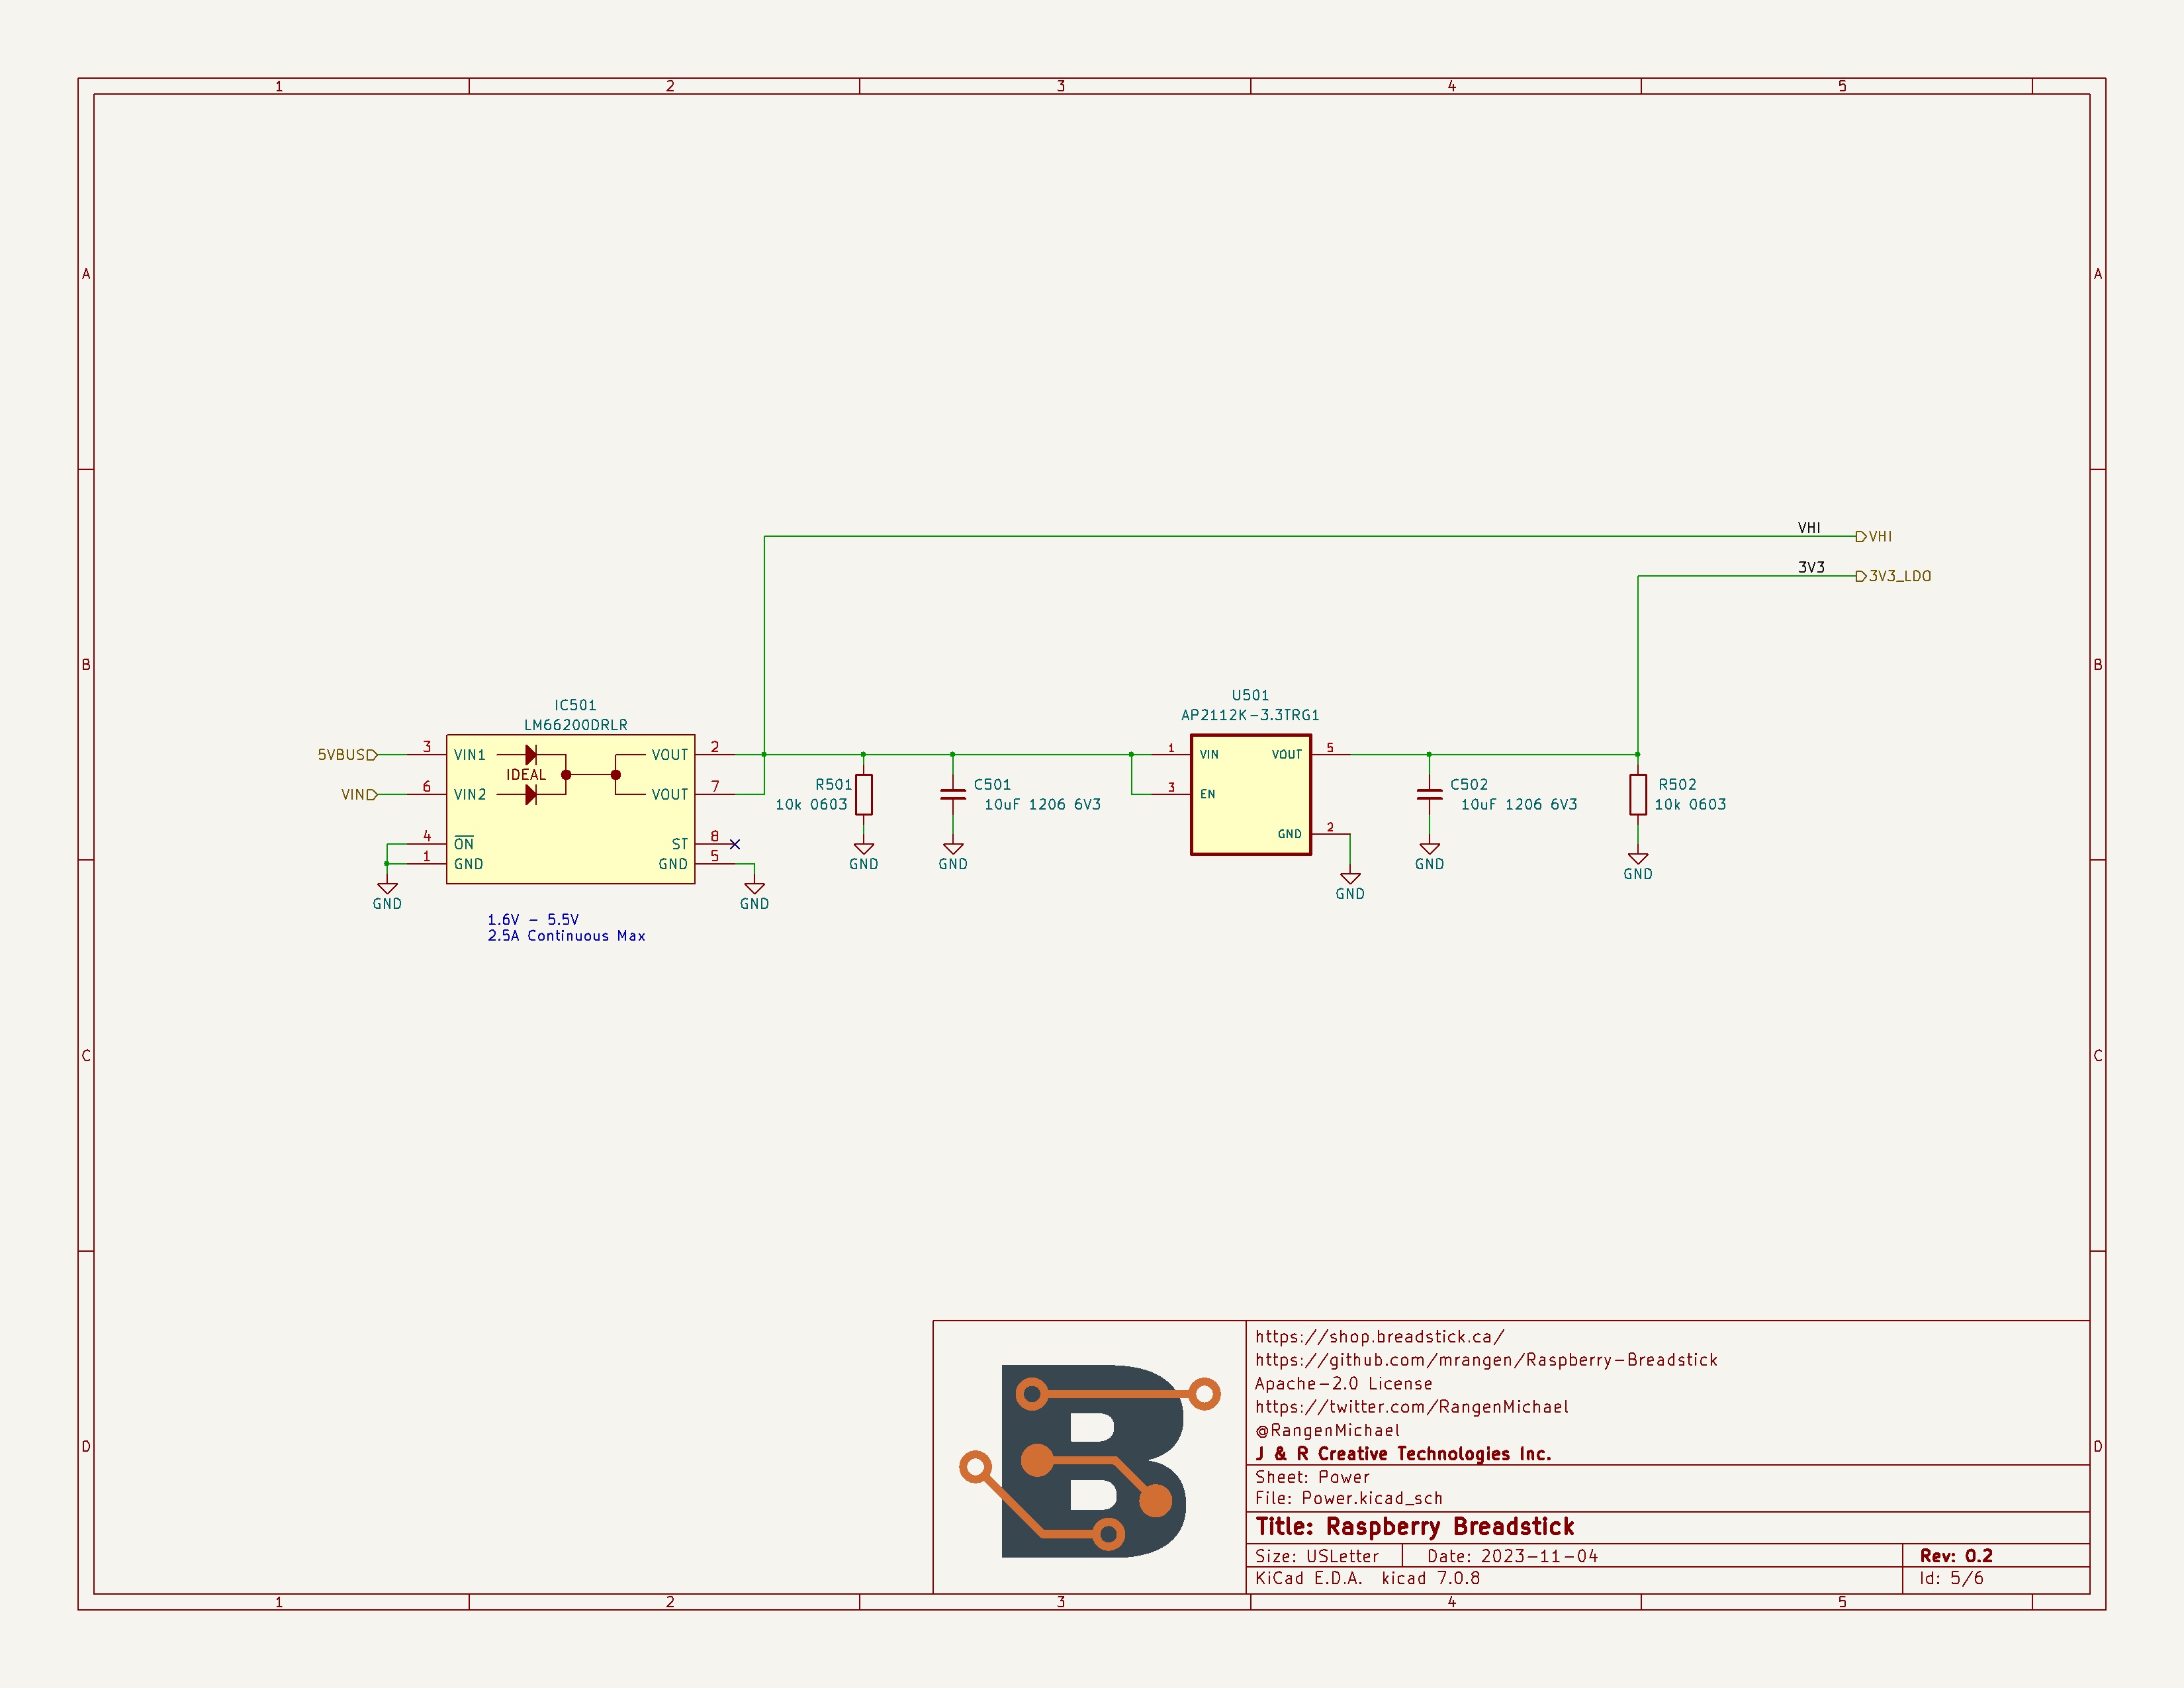 1 2 3 4 5
A A
VHI VHI
3V3 3V3_LDO
B B
IC501
LM66200DRLR
5VBUS 3 VIN1 VOUT 2
IDEAL
VIN 6 VIN2 VOUT 7
4 ON ST 8
1 GND GND 5
GND GND
1.6V - 5.5V
2.5A Continuous Max
R501
10k 0603
GND
C501
10uF 1206 6V3
GND
U501
AP2112K-3.3TRG1
1 VIN VOUT 5
3 EN
GND 2
GND
C502
10uF 1206 6V3
GND
R502
10k 0603
GND
C C
D D
https://shop.breadstick.ca/
https://github.com/mrangen/Raspberry-Breadstick
Apache-2.0 License
https://twitter.com/RangenMichael
@RangenMichael
J & R Creative Technologies Inc.
Sheet: Power
File: Power.kicad_sch
Title: Raspberry Breadstick
Size: USLetter Date: 2023-11-04 Rev: 0.2
KiCad E.D.A. kicad 7.0.8 Id: 5/6
1 2 3 4 5